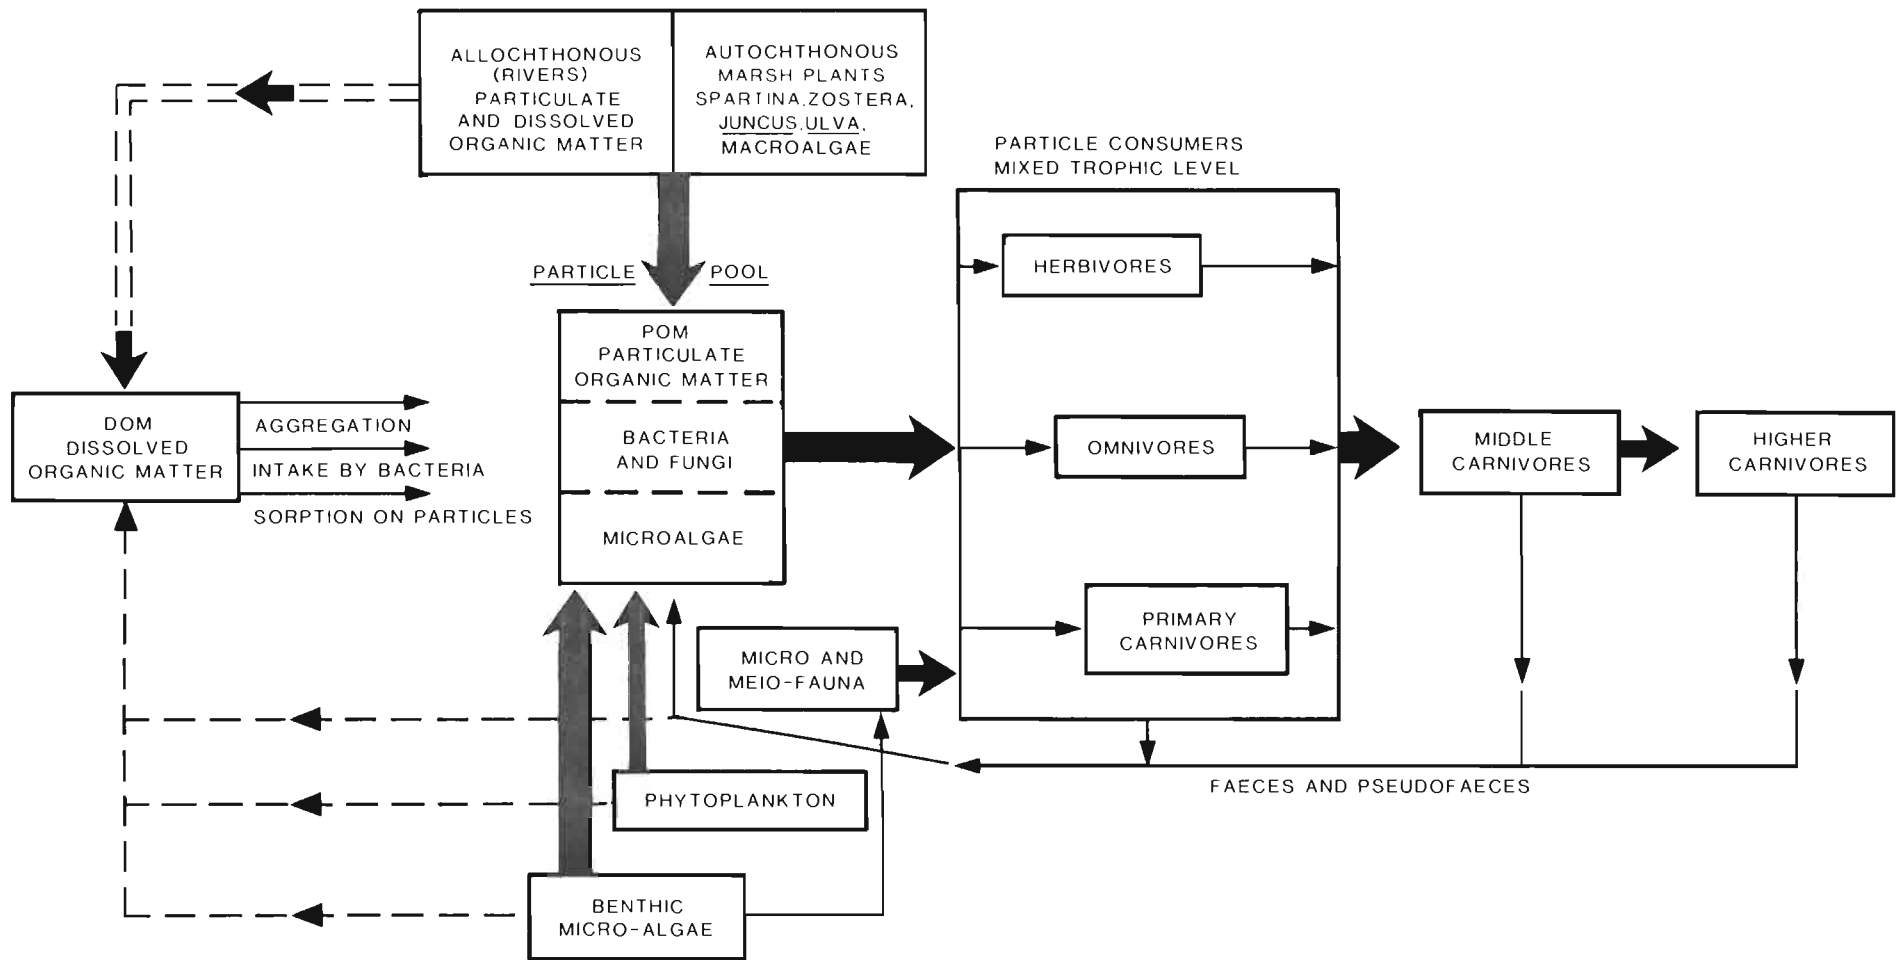 ALLOCHTHONOUS
(RIVERS)
PARTICULATE
AND DISSOLVED
ORGANIC MATTER
AUTOCHTHONOUS
MARSH PLANTS
SPARTINA,ZOSTERA,
JUNCUS,ULVA,
MACROALGAE
PARTICLE CONSUMERS
MIXED TROPHIC LEVEL
PARTICLE POOL
HERBIVORES
POM
PARTICULATE
ORGANIC MATTER
BACTERIA
AND FUNGI
MICROALGAE
DOM
DISSOLVED
ORGANIC MATTER
AGGREGATION
INTAKE BY BACTERIA
SORPTION ON PARTICLES
OMNIVORES
MIDDLE
CARNIVORES
HIGHER
CARNIVORES
PRIMARY
CARNIVORES
MICRO AND
MEIO-FAUNA
FAECES AND PSEUDOFAECES
PHYTOPLANKTON
BENTHIC
MICRO-ALGAE